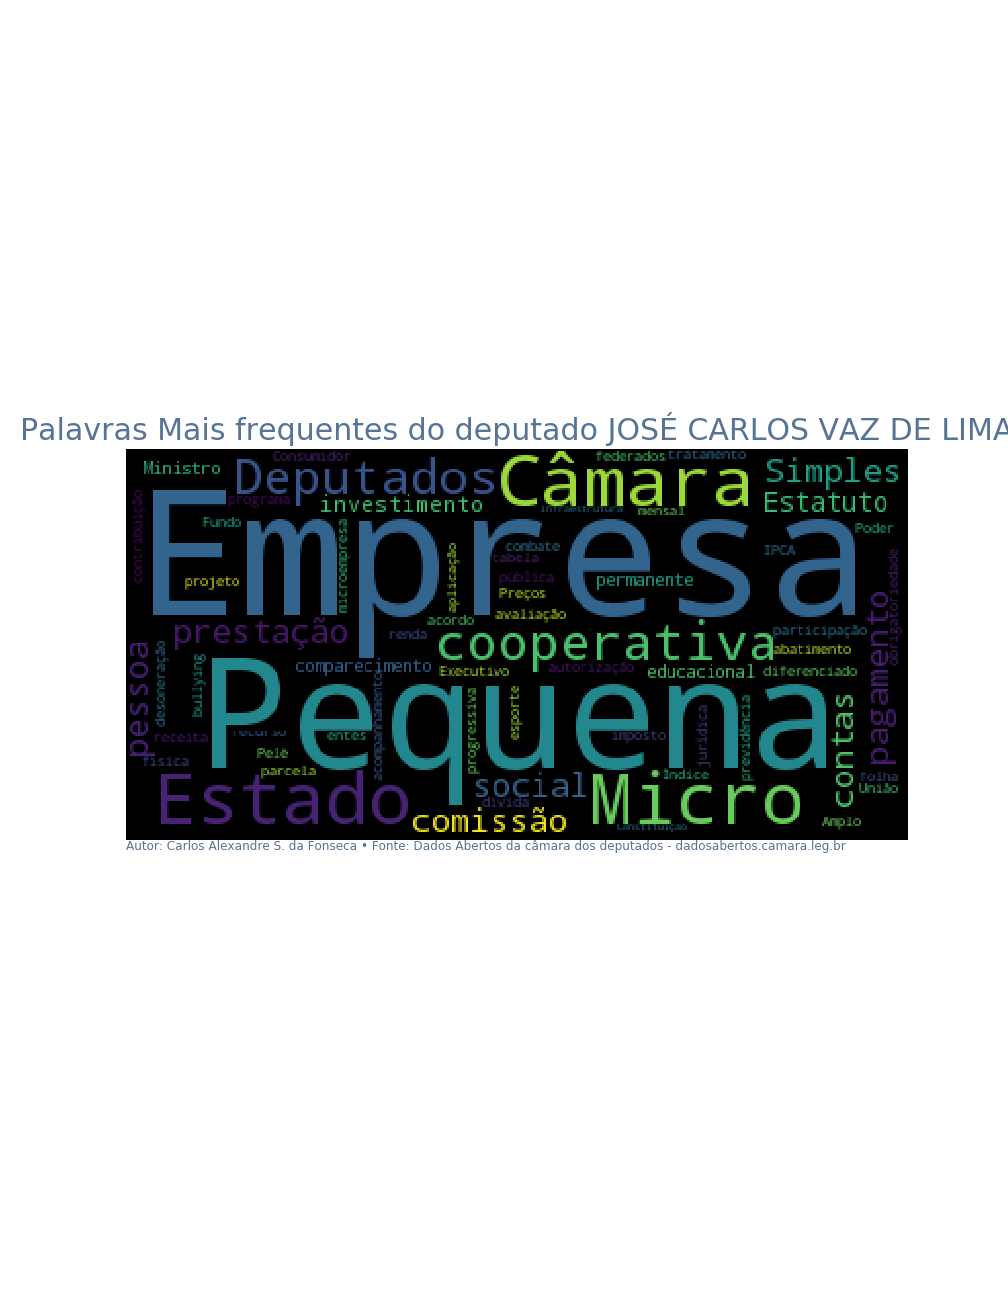 Palavras Mais frequentes do deputado JOSÉ CARLOS VAZ DE LIMA
Consumidor
federados
tratamento
Ministro
Deputados
Câmara
Simples
contribuição
programa
investimento
infraestrutura
mensal
Estatuto
Empresa
Fundo
microempresa
Poder
combate
IPCA
tabela
aplicação
projeto
pública
permanente
Preços
obrigatoriedade
avaliação
acordo
prestação
renda
cooperativa
participação
pagamento
abatimento
pessoa
desoneração
bullying
comparecimento
Executivo
autorização
educacional
diferenciado
Pequena
acompanhamento
progressiva
esporte
jurídica
previdência
contas
recurso
receita
entes
imposto
Pelé
física
parcela
Estado
social
Índice
folha
Micro
União
dívida
comissão
Constituição
Amplo
Autor: Carlos Alexandre S. da Fonseca • Fonte: Dados Abertos da câmara dos deputados - dadosabertos.camara.leg.br